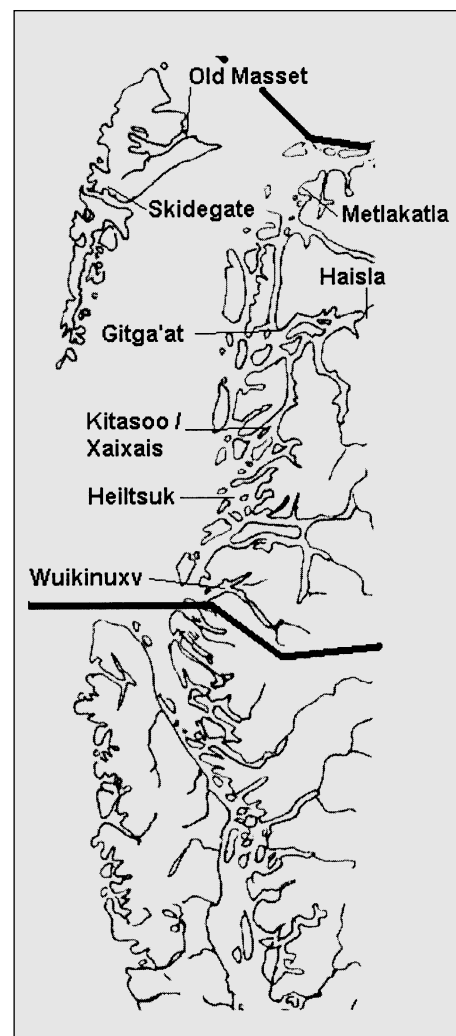 Old Masset
Skidegate
Metlakatla
Haisla
Gitga'at
Kitasoo /
Xaixais
Heiltsuk
Wuikinuxv